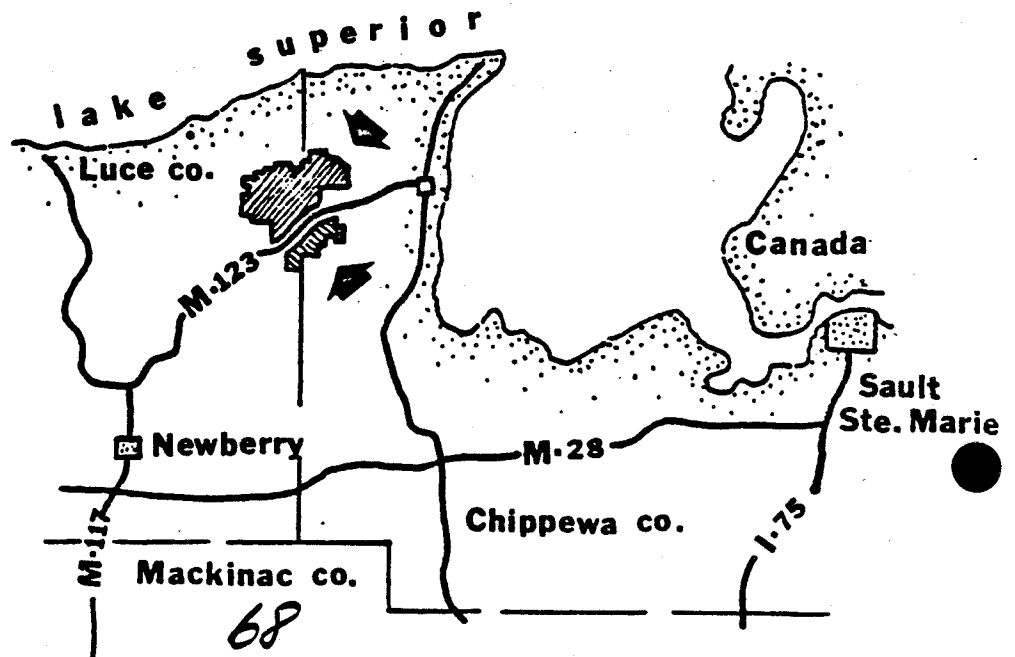 lake superior
Luce co.
Canada
M-123
Sault
Ste. Marie
Newberry
M-28
Chippewa co.
I-75
M-117
Mackinac co.
68